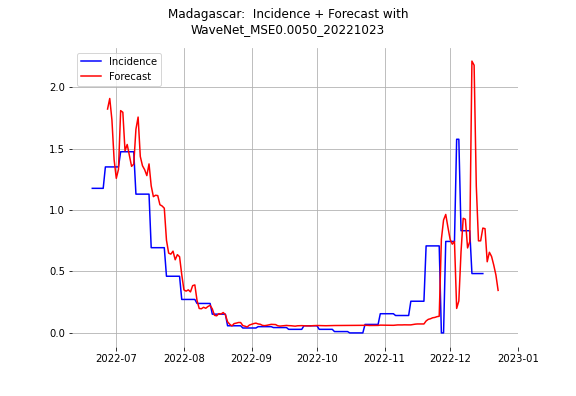 Madagascar:  Incidence + Forecast with
WaveNet_MSE0.0050_20221023
Incidence
Forecast
2.0
1.5
1.0
0.5
0.0
2022-07 2022-08 2022-09 2022-10 2022-11 2022-12 2023-01